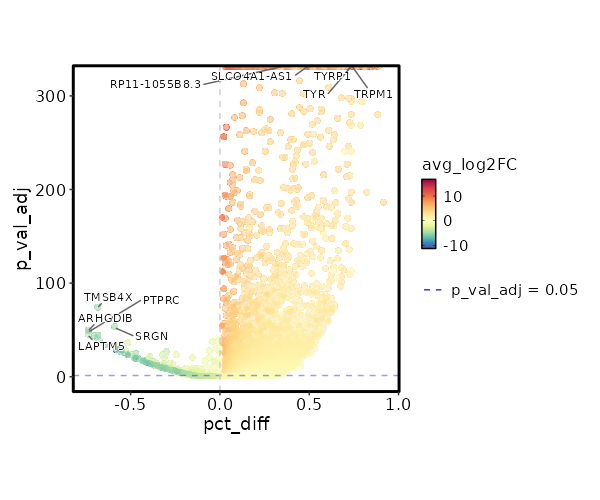 SLCO4A1-AS1
TYRP1
RP11-1055B8.3
TYR
TRPM1
300
200
100
0
p_val_adj
TMSB4X
PTPRC
ARHGDIB
SRGN
LAPTM5
-0.5
0.0
0.5
1.0
pct_diff
avg_log2FC
10
0
-10
p_val_adj = 0.05